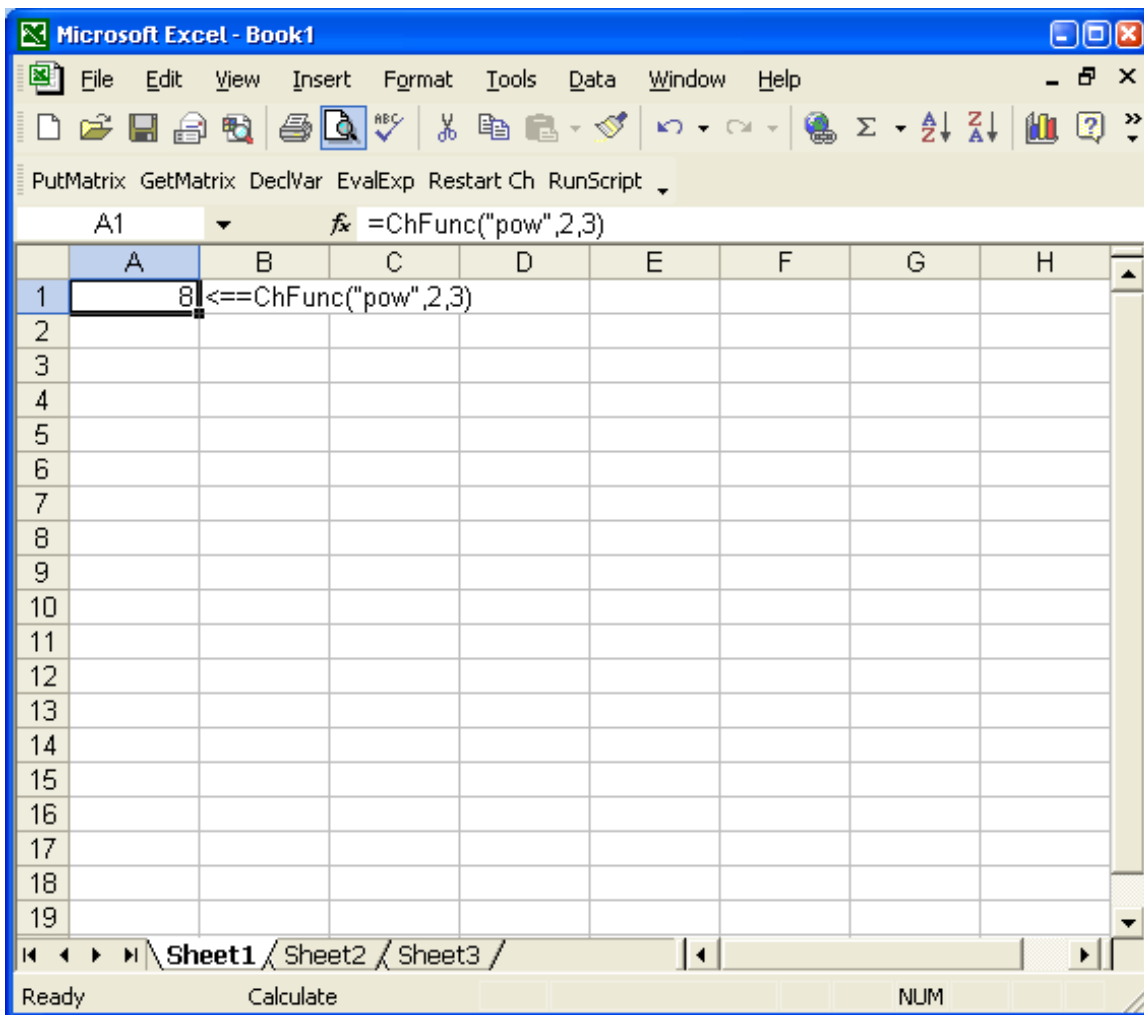 Microsoft Excel - Book1
File Edit View Insert Format Tools Data Window Help
ABC Σ A Z Z A ?
PutMatrix GetMatrix DeclVar EvalExp Restart Ch RunScript
A1 fx =ChFunc("pow",2,3)
A B C D E F G H
1 8 <==ChFunc("pow",2,3)
2
3
4
5
6
7
8
9
10
11
12
13
14
15
16
17
18
19
Sheet1 Sheet2 Sheet3
Ready Calculate NUM